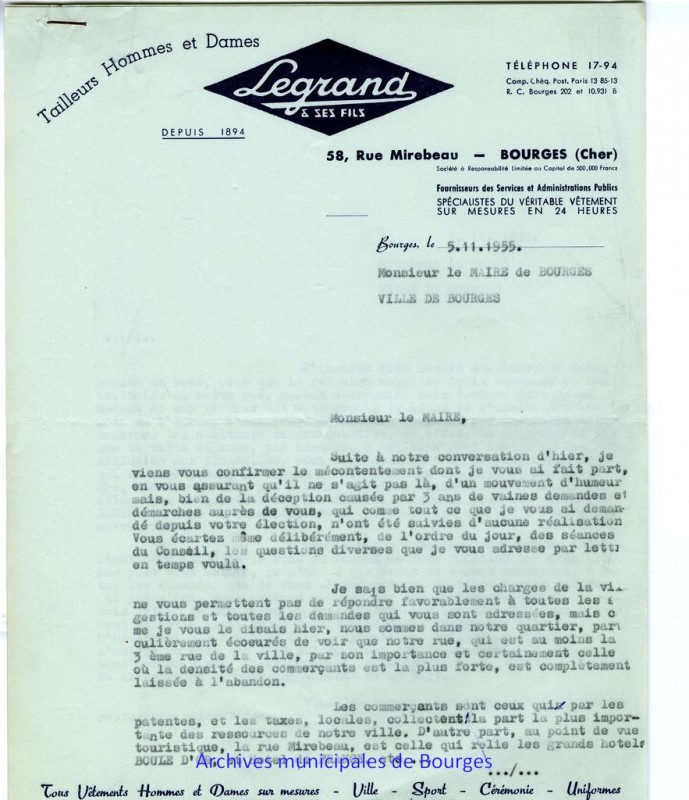 Tailleurs Hommes et Dames
Legrand
& SES FILS
DEPUIS 1894
TÉLÉPHONE 17-94
Comp. Chèq. Post. Paris 13 85-13
R. C. Bourges 202 et 10.931 B
58, Rue Mirebeau — BOURGES (Cher)
Société à Responsabilité Limitée au Capital de 500.000 Francs
Fournisseurs des Services et Administrations Publics
SPÉCIALISTES DU VÉRITABLE VÊTEMENT
SUR MESURES EN 24 HEURES
Bourges, le 5.11.1955.
Monsieur le MAIRE de BOURGES
VILLE DE BOURGES
Monsieur le MAIRE,
Suite à notre conversation d'hier, je
viens vous confirmer le mécontentement dont je vous ai fait part,
en vous assurant qu'il ne s'agit pas là, d'un mouvement d'humeur
mais, bien de la déception causée par 3 ans de vaines demandes et
démarches auprès de vous, qui comme tout ce que je vous ai deman-
dé depuis votre élection, n'ont été suivies d'aucune réalisation
Vous écartez même délibérément, de l'ordre du jour, des séances
du Conseil, les questions diverses que je vous adresse par lettr
en temps voulu.
Je sais bien que les charges de la vi
ne vous permettent pas de répondre favorablement à toutes les s
gestions et toutes les demandes qui vous sont adressées, mais c
me je vous le disais hier, nous sommes dans notre quartier, part
culièrement écoeurés de voir que notre rue, qui est au moins la
3 ème rue de la ville, par son importance et certainement celle
où la densité des commerçants est la plus forte, est complètement
laissée à l'abandon.
Les commerçants sont ceux qui par les
patentes, et les taxes, locales, collectent la part la plus impor-
tante des ressources de notre ville. D'autre part, au point de vue
touristique, la rue Mirebeau, est celle qui relie les grands hotels
BOULE
Archives municipales de Bourges
.../...
Tous Vêtements Hommes et Dames sur mesures - Ville - Sport - Cérémonie - Uniformes